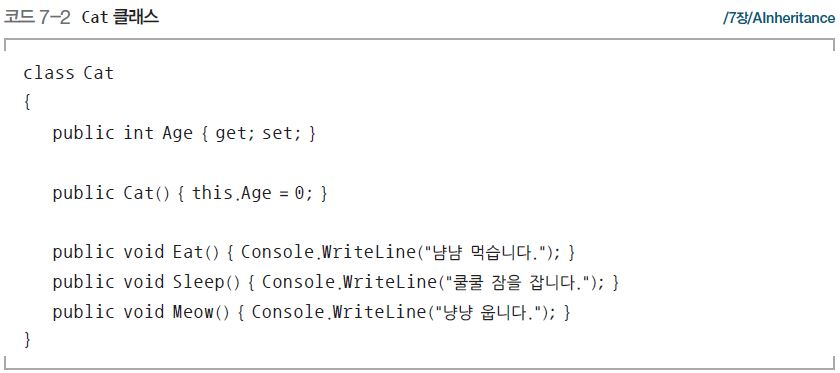 코드 7-2 Cat 클래스 /7장/AInheritance
class Cat
{
public int Age { get; set; }
public Cat() { this.Age = 0; }
public void Eat() { Console.WriteLine("냠냠 먹습니다."); }
public void Sleep() { Console.WriteLine("쿨쿨 잠을 잡니다."); }
public void Meow() { Console.WriteLine("냥냥 웁니다."); }
}